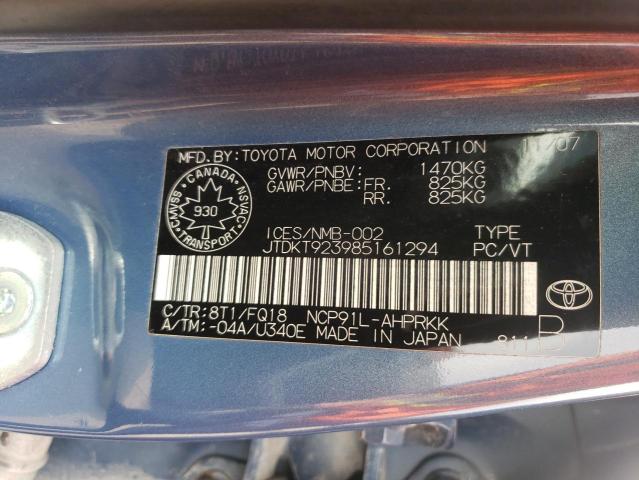 MFD.BY: TOYOTA MOTOR CORPORATION 11/07
GVWR/PNBV: 1470KG
GAWR/PNBE: FR. 825KG
RR. 825KG
CANADA
CMVSS NSVAC
930
TRANSPORT
ICES/NMB-002 TYPE
JTDKT923985161294 PC/VT
C/TR: 8T1/FQ18 NCP91L-AHPRKK
A/TM: -04A/U340E MADE IN JAPAN 811 B